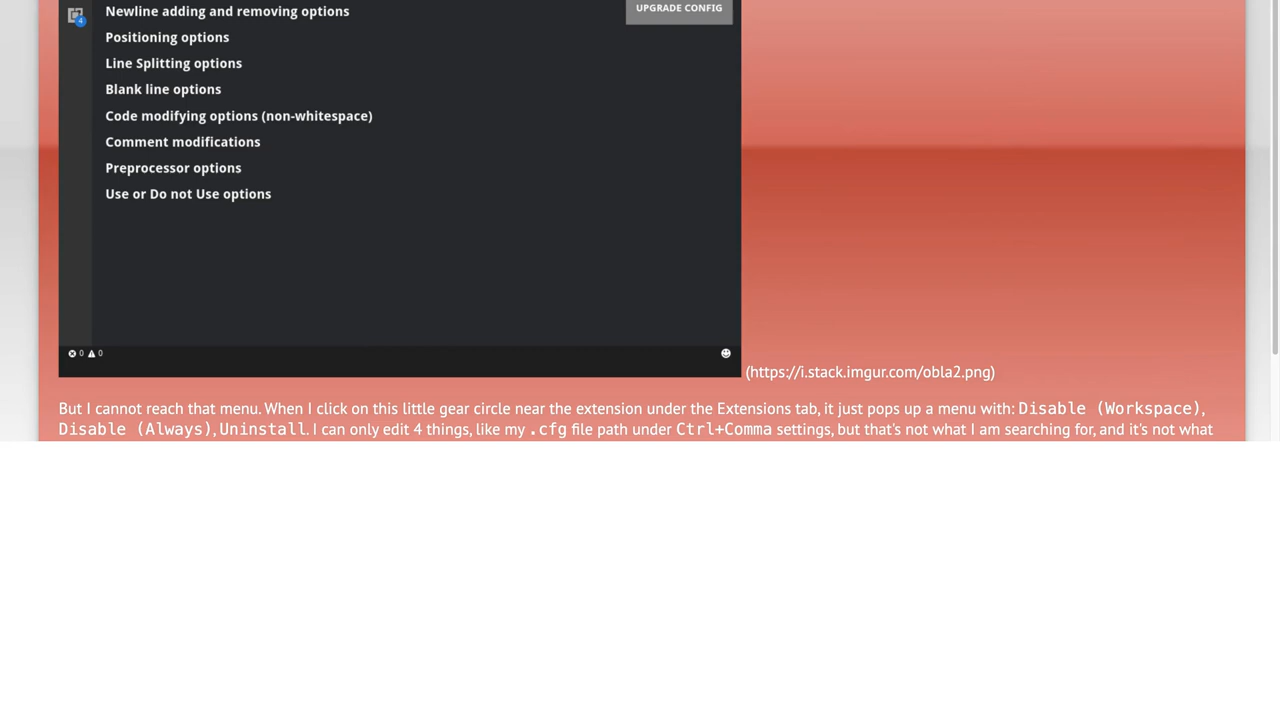 Newline adding and removing options
UPGRADE CONFIG
4
Positioning options
Line Splitting options
Blank line options
Code modifying options (non-whitespace)
Comment modifications
Preprocessor options
Use or Do not Use options
0 0
(https://i.stack.imgur.com/obla2.png)
But I cannot reach that menu. When I click on this little gear circle near the extension under the Extensions tab, it just pops up a menu with: Disable (Workspace),
Disable (Always), Uninstall. I can only edit 4 things, like my .cfg file path under Ctrl+Comma settings, but that's not what I am searching for, and it's not what